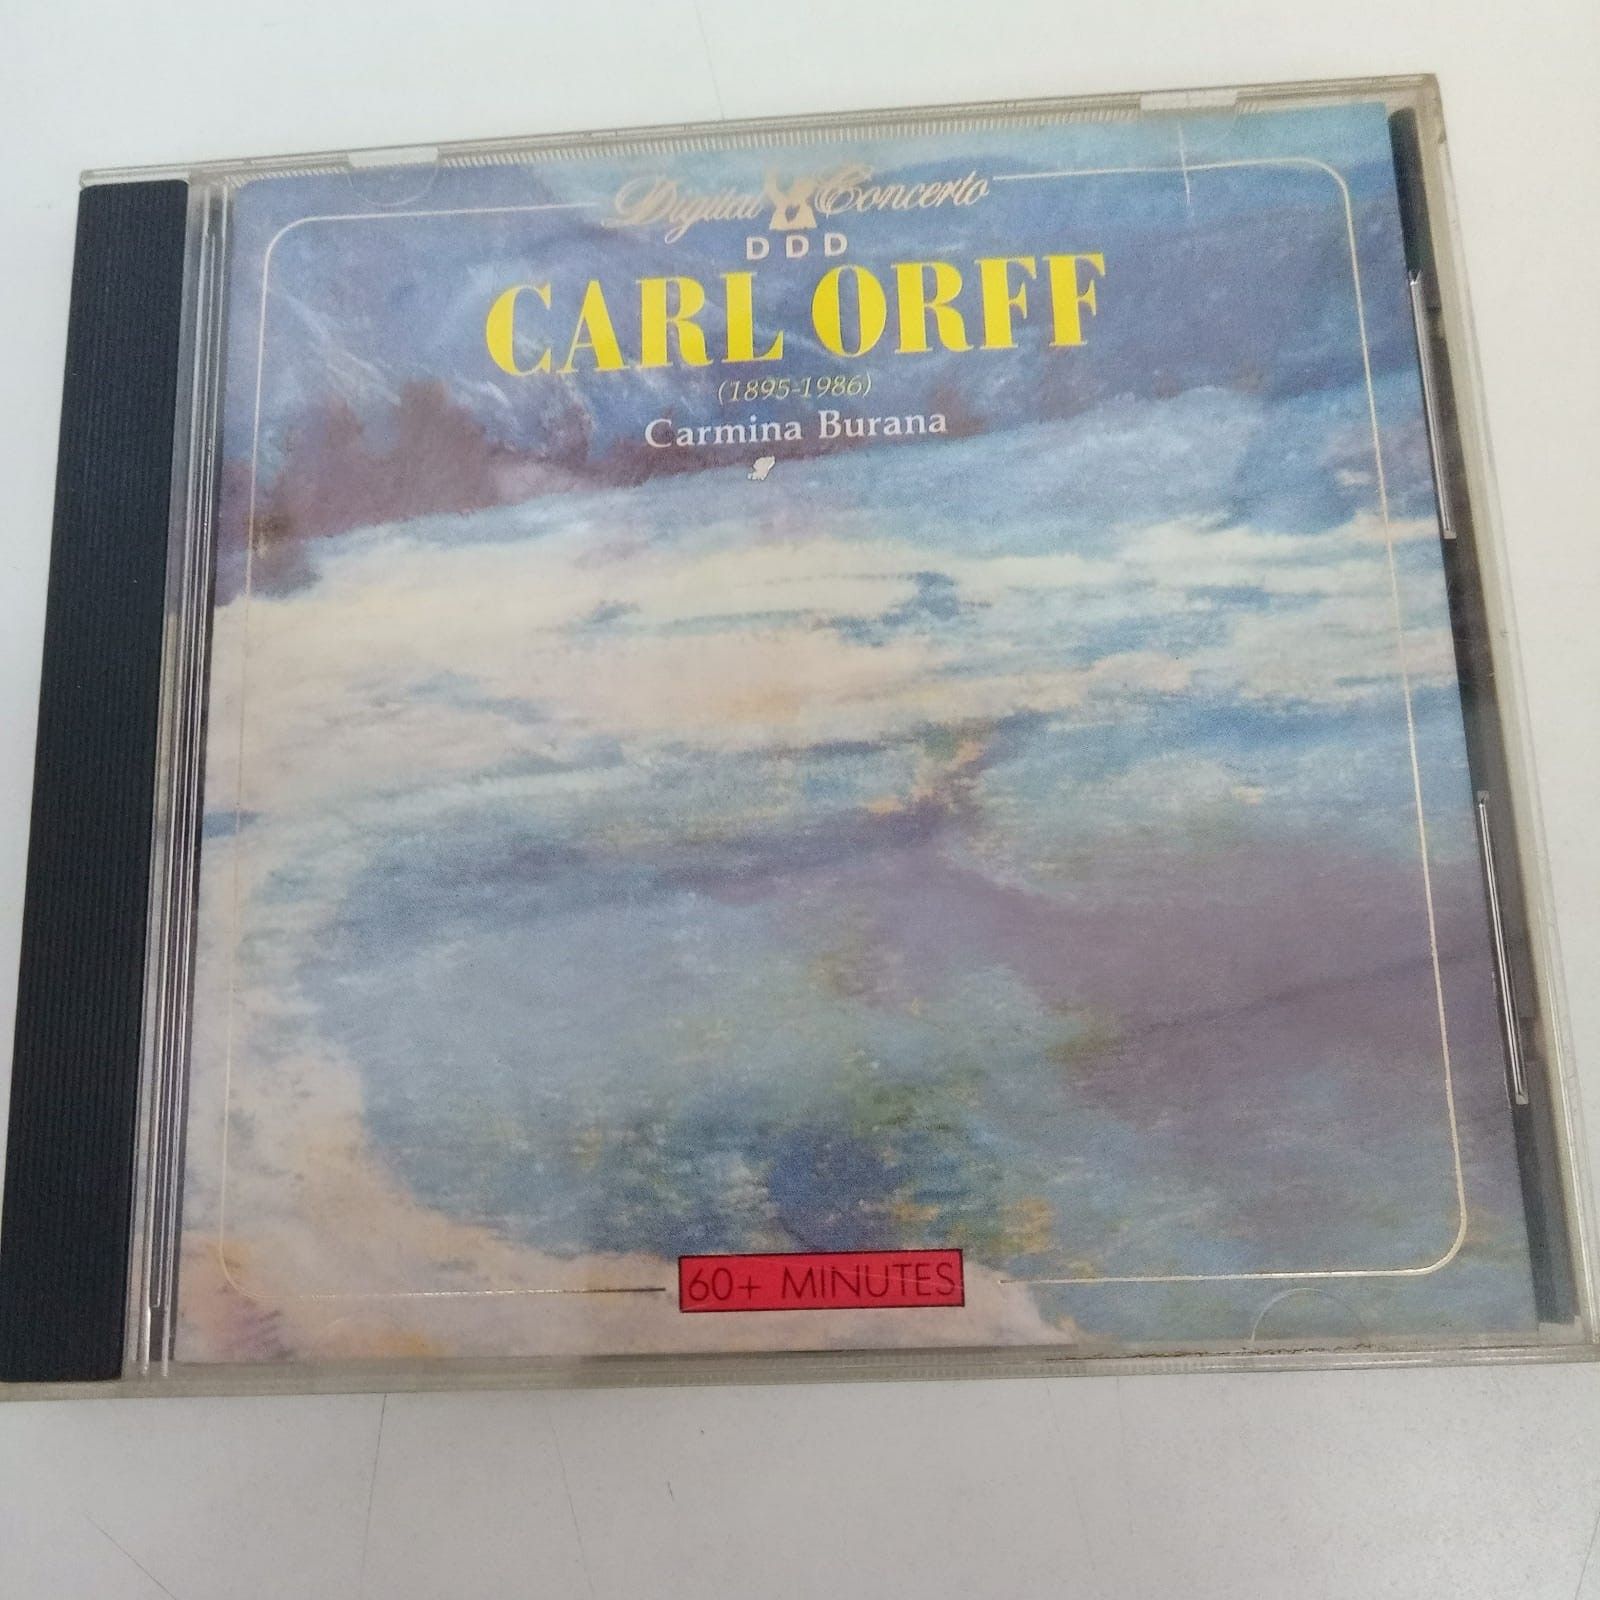 Digital Concerto
DDD
CARL ORFF
(1895-1986)
Carmina Burana
60+ MINUTES